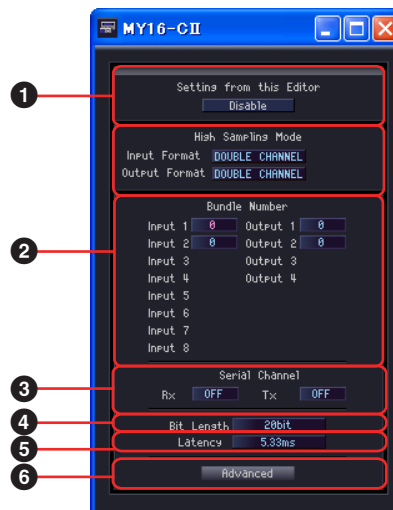 MY16-CII
1
Setting from this Editor
Disable
High Sampling Mode
Input Format DOUBLE CHANNEL
Output Format DOUBLE CHANNEL
2
Bundle Number
Input 1 0 Output 1 0
Input 2 0 Output 2 0
Input 3 Output 3
Input 4 Output 4
Input 5
Input 6
Input 7
Input 8
3
Serial Channel
Rx OFF Tx OFF
4
Bit Length 20bit
5
Latency 5.33ms
6
Advanced